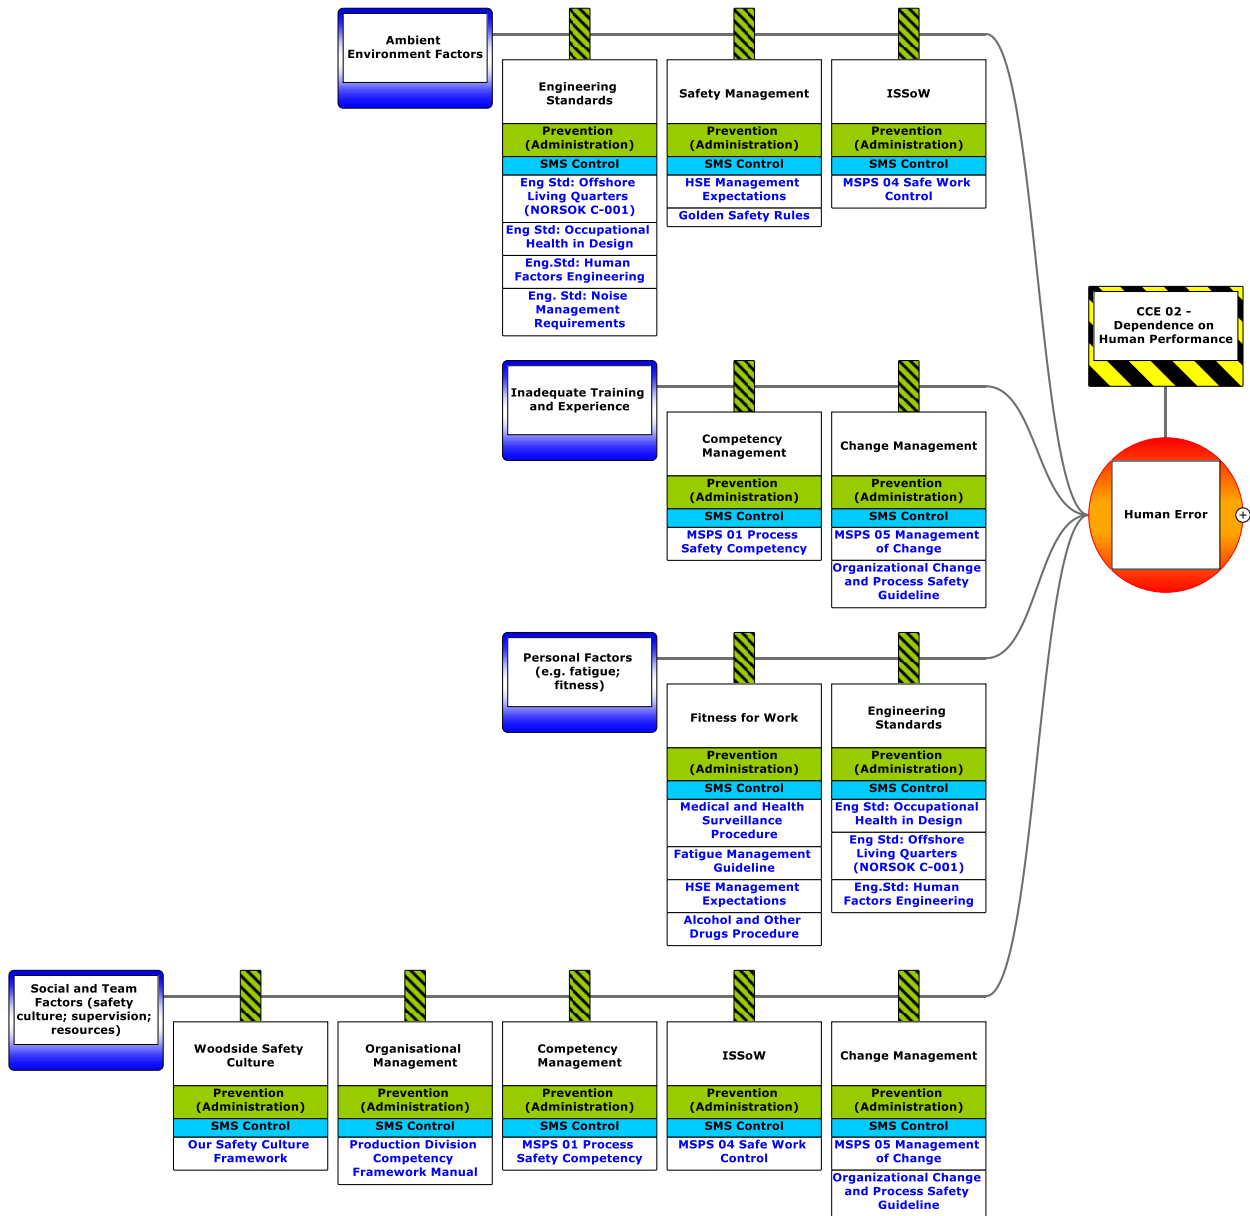 Ambient
Environment Factors
Engineering
Standards
Prevention
(Administration)
SMS Control
Eng Std: Offshore
Living Quarters
(NORSOK C-001)
Eng Std: Occupational
Health in Design
Eng.Std: Human
Factors Engineering
Eng. Std: Noise
Management
Requirements
Safety Management
Prevention
(Administration)
SMS Control
HSE Management
Expectations
Golden Safety Rules
ISSoW
Prevention
(Administration)
SMS Control
MSPS 04 Safe Work
Control
CCE 02 -
Dependence on
Human Performance
Human Error
Inadequate Training
and Experience
Competency
Management
Prevention
(Administration)
SMS Control
MSPS 01 Process
Safety Competency
Change Management
Prevention
(Administration)
SMS Control
MSPS 05 Management
of Change
Organizational Change
and Process Safety
Guideline
Personal Factors
(e.g. fatigue;
fitness)
Fitness for Work
Prevention
(Administration)
SMS Control
Medical and Health
Surveillance
Procedure
Fatigue Management
Guideline
HSE Management
Expectations
Alcohol and Other
Drugs Procedure
Engineering
Standards
Prevention
(Administration)
SMS Control
Eng Std: Occupational
Health in Design
Eng Std: Offshore
Living Quarters
(NORSOK C-001)
Eng.Std: Human
Factors Engineering
Social and Team
Factors (safety
culture; supervision;
resources)
Woodside Safety
Culture
Prevention
(Administration)
SMS Control
Our Safety Culture
Framework
Organisational
Management
Prevention
(Administration)
SMS Control
Production Division
Competency
Framework Manual
Competency
Management
Prevention
(Administration)
SMS Control
MSPS 01 Process
Safety Competency
ISSoW
Prevention
(Administration)
SMS Control
MSPS 04 Safe Work
Control
Change Management
Prevention
(Administration)
SMS Control
MSPS 05 Management
of Change
Organizational Change
and Process Safety
Guideline